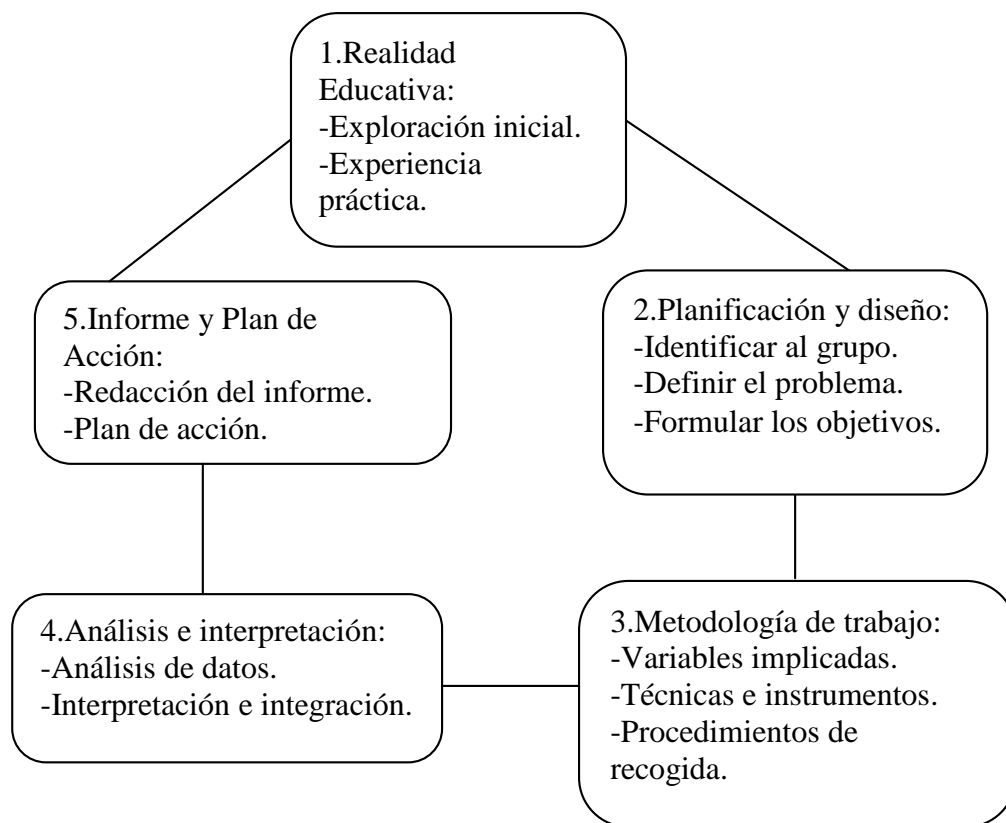 1.Realidad
Educativa:
-Exploración inicial.
-Experiencia
práctica.
2.Planificación y diseño:
-Identificar al grupo.
-Definir el problema.
-Formular los objetivos.
3.Metodología de trabajo:
-Variables implicadas.
-Técnicas e instrumentos.
-Procedimientos de
recogida.
4.Análisis e interpretación:
-Análisis de datos.
-Interpretación e integración.
5.Informe y Plan de
Acción:
-Redacción del informe.
-Plan de acción.